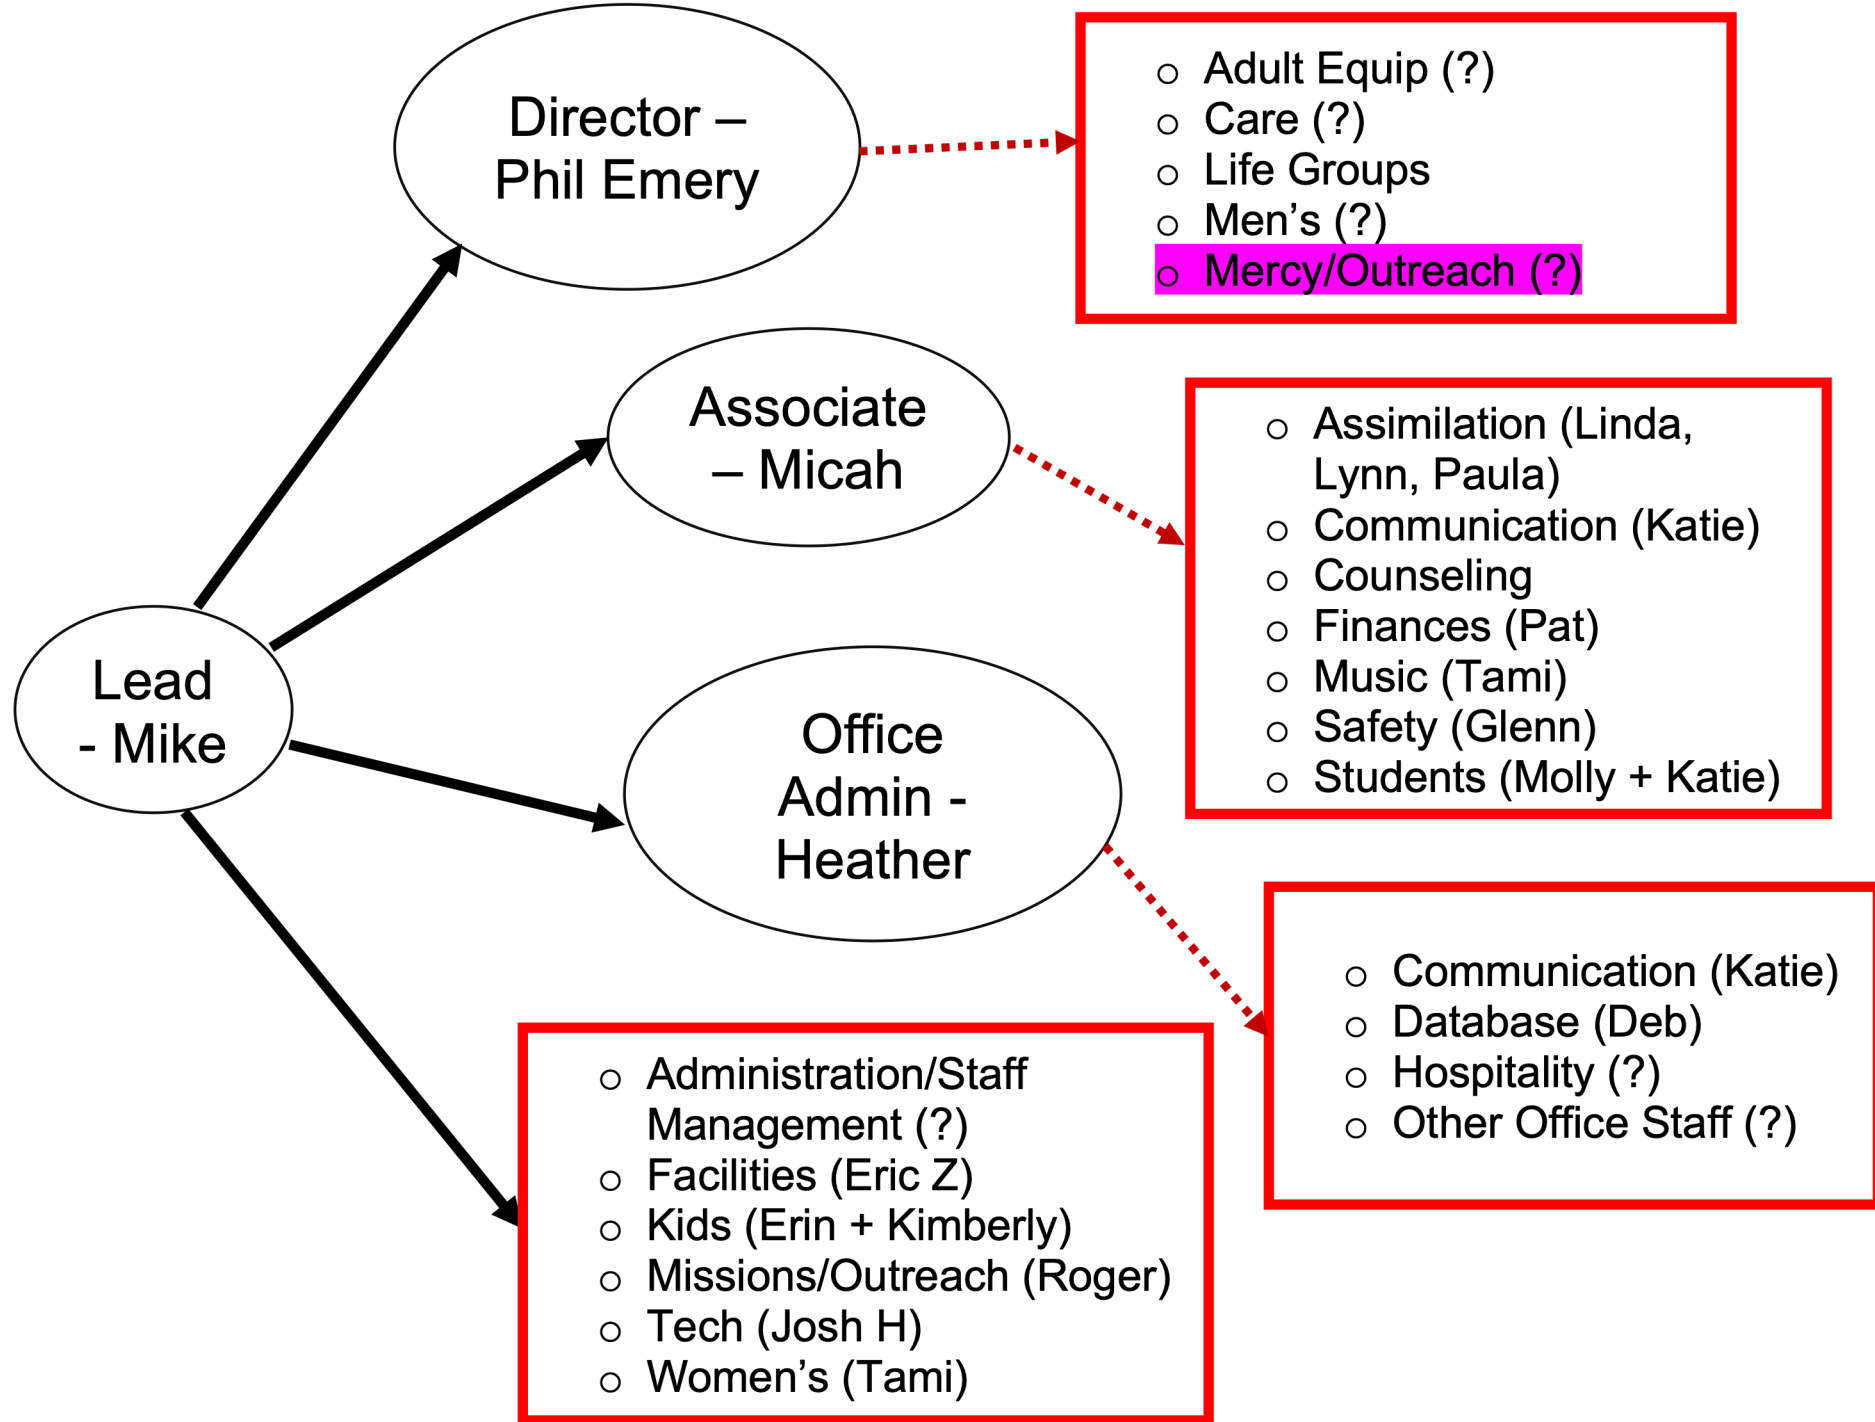 Director –
Phil Emery
○ Adult Equip (?)
○ Care (?)
○ Life Groups
○ Men’s (?)
○ Mercy/Outreach (?)
Associate
– Micah
○ Assimilation (Linda,
Lynn, Paula)
○ Communication (Katie)
○ Counseling
○ Finances (Pat)
○ Music (Tami)
○ Safety (Glenn)
○ Students (Molly + Katie)
Lead
- Mike
Office
Admin -
Heather
○ Communication (Katie)
○ Database (Deb)
○ Hospitality (?)
○ Other Office Staff (?)
○ Administration/Staff
Management (?)
○ Facilities (Eric Z)
○ Kids (Erin + Kimberly)
○ Missions/Outreach (Roger)
○ Tech (Josh H)
○ Women’s (Tami)